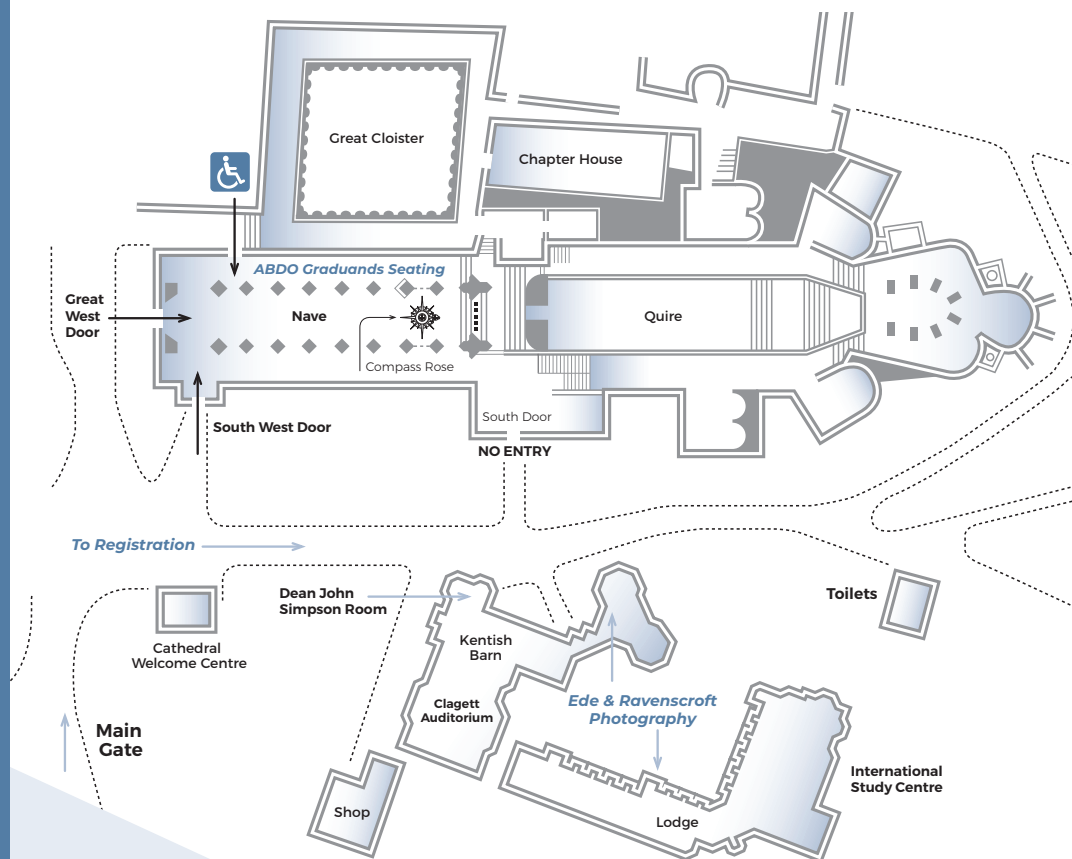 Great Cloister
Chapter House
ABDO Graduands Seating
Great
West
Door
Nave
Quire
Compass Rose
South West Door
South Door
NO ENTRY
To Registration
Dean John
Simpson Room
Toilets
Kentish
Barn
Cathedral
Welcome Centre
Clagett
Auditorium
Ede & Ravenscroft
Photography
Main
Gate
International
Study Centre
Shop
Lodge